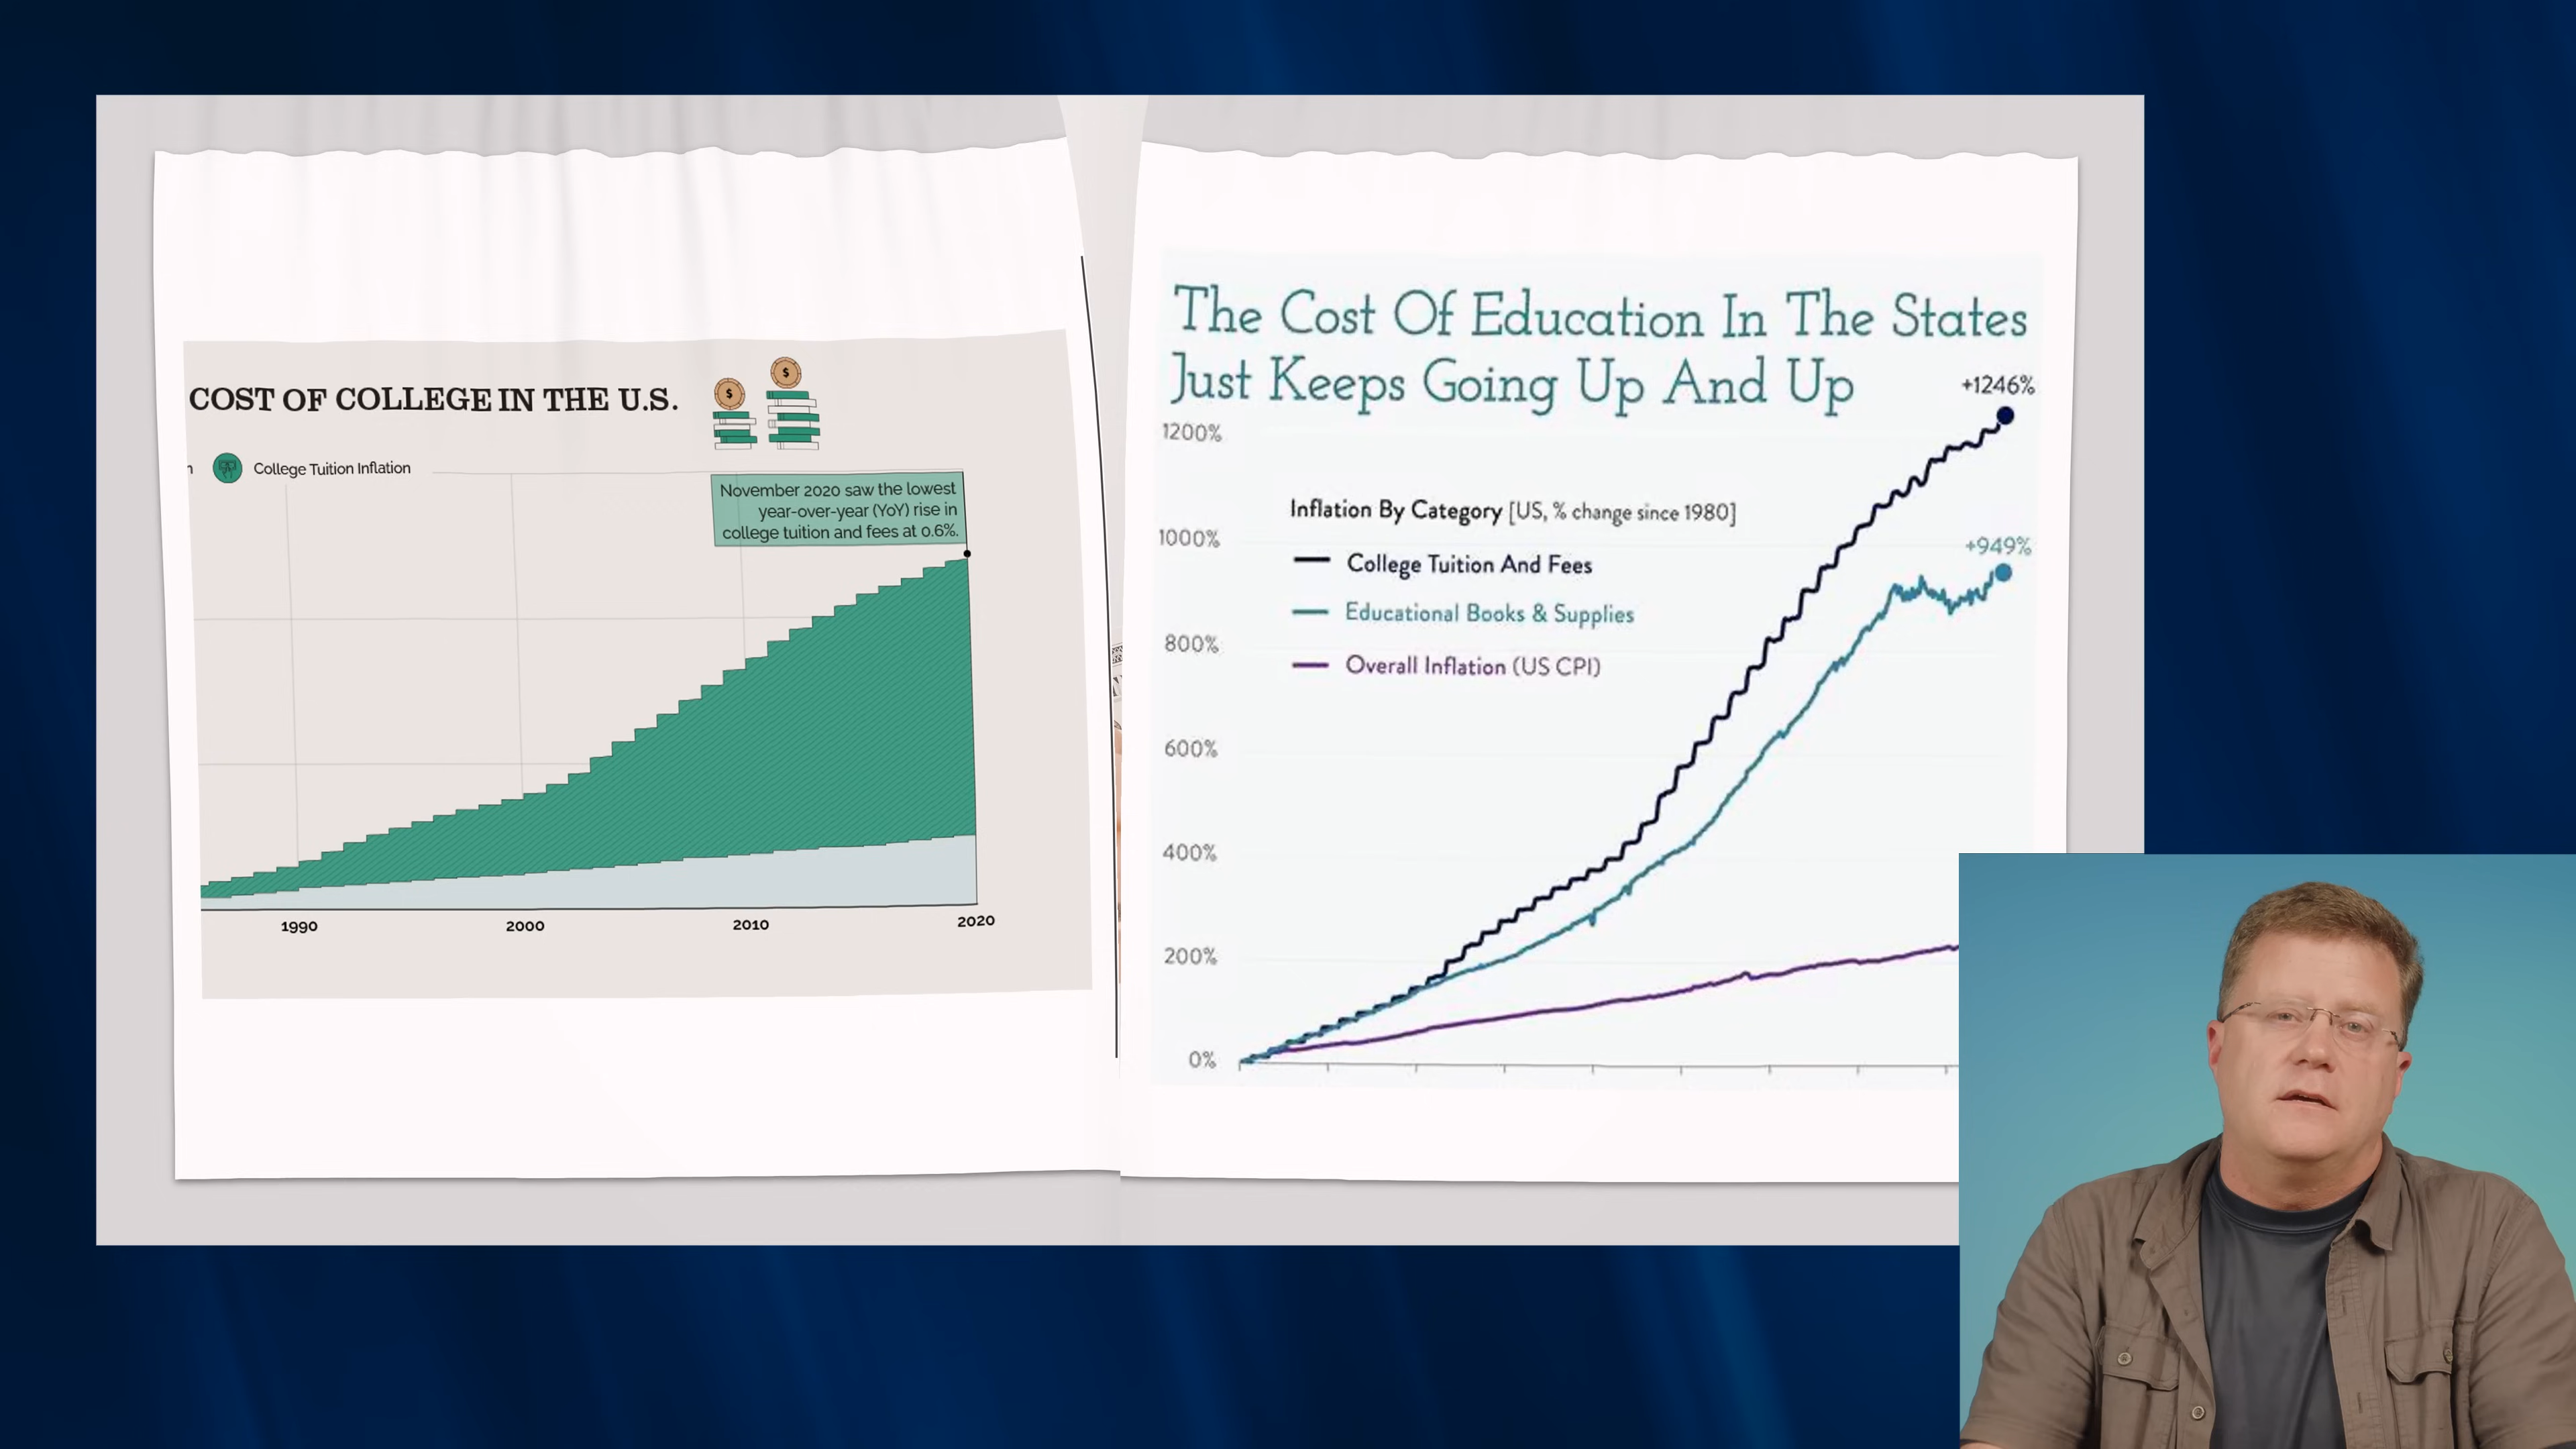 COST OF COLLEGE IN THE U.S.
n College Tuition Inflation
November 2020 saw the lowest
year-over-year (YoY) rise in
college tuition and fees at 0.6%.
1990 2000 2010 2020
The Cost Of Education In The States
Just Keeps Going Up And Up
+1246%
1200%
Inflation By Category [US, % change since 1980]
1000%
+949%
College Tuition And Fees
Educational Books & Supplies
800%
Overall Inflation (US CPI)
600%
400%
200%
0%